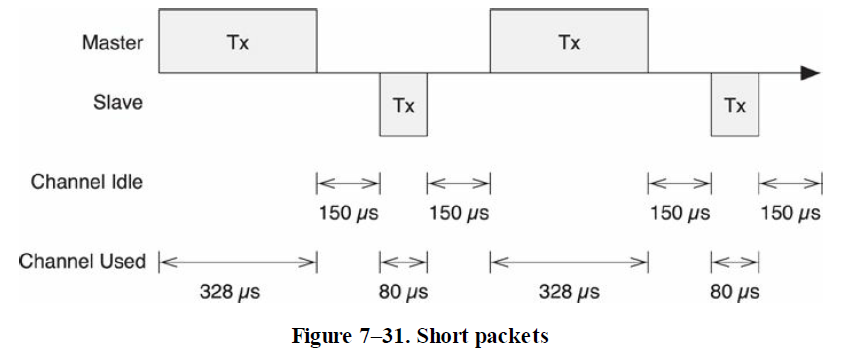 Master Tx Tx
Slave Tx Tx
Channel Idle
150 μs 150 μs 150 μs 150 μs
Channel Used
328 μs 80 μs 328 μs 80 μs
Figure 7–31. Short packets